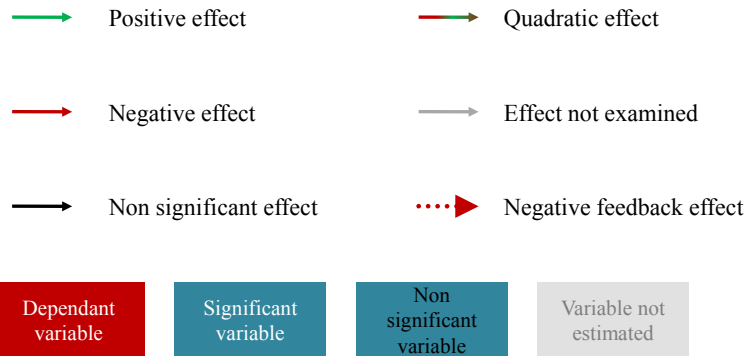 Positive effect
Quadratic effect
Negative effect
Effect not examined
Non significant effect
Negative feedback effect
Dependant
variable
Significant
variable
Non
significant
variable
Variable not
estimated